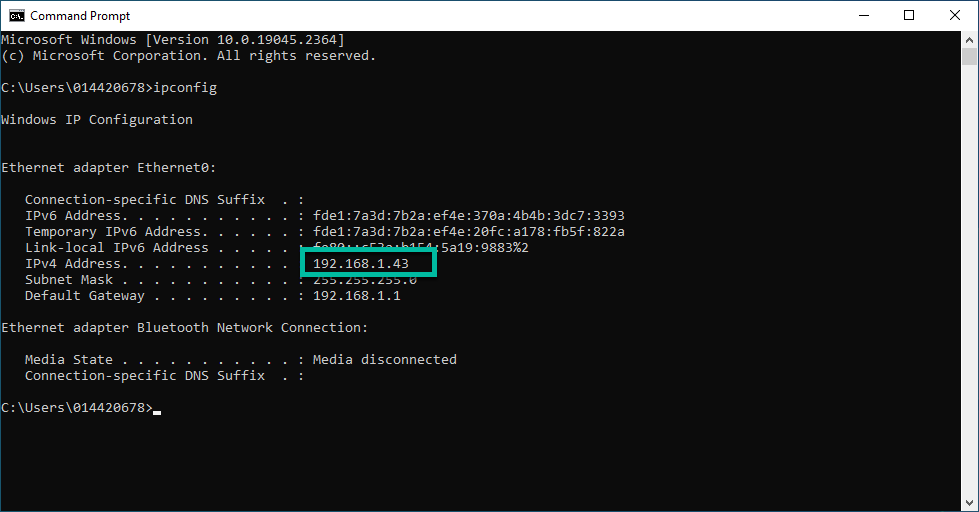 Command Prompt
Microsoft Windows [Version 10.0.19045.2364]
(c) Microsoft Corporation. All rights reserved.
C:\Users\014420678>ipconfig
Windows IP Configuration
Ethernet adapter Ethernet0:
Connection-specific DNS Suffix  . :
IPv6 Address. . . . . . . . . . . : fde1:7a3d:7b2a:ef4e:370a:4b4b:3dc7:3393
Temporary IPv6 Address. . . . . . : fde1:7a3d:7b2a:ef4e:20fc:a178:fb5f:822a
Link-local IPv6 Address . . . . . : fe80::c53a:b154:5a19:9883%2
IPv4 Address. . . . . . . . . . . 192.168.1.43
Subnet Mask . . . . . . . . . . . : 255.255.255.0
Default Gateway . . . . . . . . . : 192.168.1.1
Ethernet adapter Bluetooth Network Connection:
Media State . . . . . . . . . . . : Media disconnected
Connection-specific DNS Suffix  . :
C:\Users\014420678>